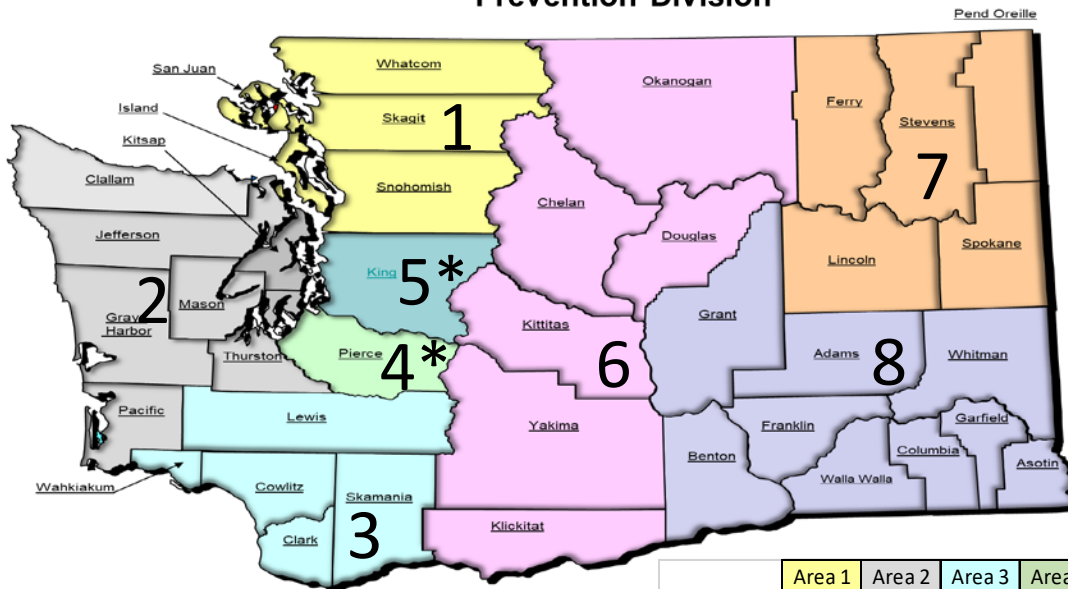 Prevention Division
Pend Oreille
San Juan
Whatcom
Okanogan
Island
Skagit
1
Ferry
Stevens
Kitsap
7
Clallam
Snohomish
Chelan
Jefferson
Douglas
Spokane
King
5*
Lincoln
2
Mason
Grays
Harbor
Kittitas
Grant
Thurston
Pierce
4*
6
Adams
8
Whitman
Pacific
Lewis
Yakima
Franklin
Garfield
Benton
Columbia
Asotin
Walla Walla
Wahkiakum
Cowlitz
Skamania
Clark
3
Klickitat
Area 1
Area 2
Area 3
Area